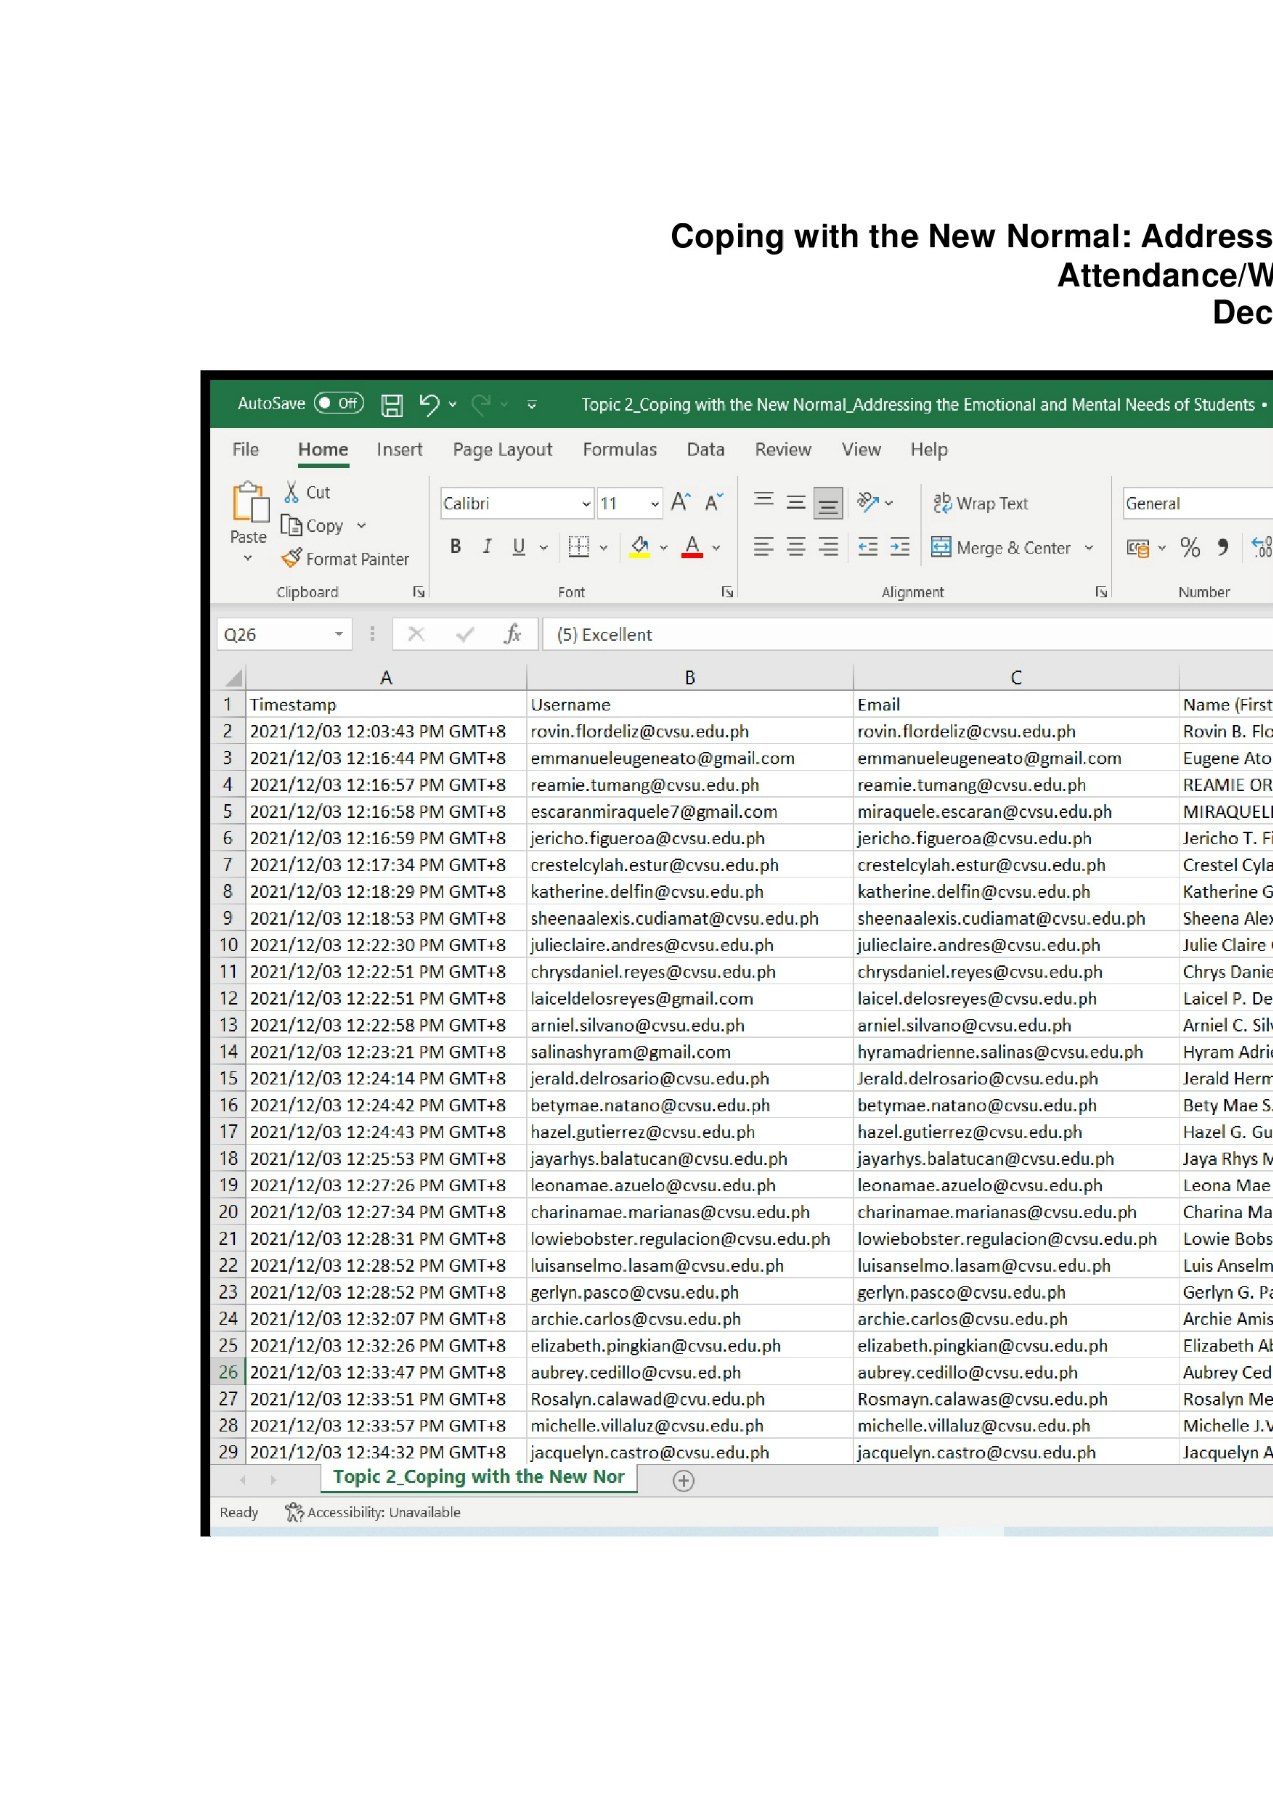 Coping with the New Normal: Address
Attendance/W
Dec
AutoSave Off Topic 2_Coping with the New Normal_Addressing the Emotional and Mental Needs of Students •
File Home Insert Page Layout Formulas Data Review View Help
Paste Cut Copy Format Painter
Calibri 11 Wrap Text General
B I U A Merge & Center % , .00
Clipboard Font Alignment Number
Q26 fx (5) Excellent
A B C
1 Timestamp Username Email Name (First
2 2021/12/03 12:03:43 PM GMT+8 rovin.flordeliz@cvsu.edu.ph rovin.flordeliz@cvsu.edu.ph Rovin B. Flo
3 2021/12/03 12:16:44 PM GMT+8 emmanueleugeneato@gmail.com emmanueleugeneato@gmail.com Eugene Ato
4 2021/12/03 12:16:57 PM GMT+8 reamie.tumang@cvsu.edu.ph reamie.tumang@cvsu.edu.ph REAMIE OR
5 2021/12/03 12:16:58 PM GMT+8 escaranmiraquele7@gmail.com miraquele.escaran@cvsu.edu.ph MIRAQUELE
6 2021/12/03 12:16:59 PM GMT+8 jericho.figueroa@cvsu.edu.ph jericho.figueroa@cvsu.edu.ph Jericho T. Fi
7 2021/12/03 12:17:34 PM GMT+8 crestelcylah.estur@cvsu.edu.ph crestelcylah.estur@cvsu.edu.ph Crestel Cyla
8 2021/12/03 12:18:29 PM GMT+8 katherine.delfin@cvsu.edu.ph katherine.delfin@cvsu.edu.ph Katherine G
9 2021/12/03 12:18:53 PM GMT+8 sheenaalexis.cudiamat@cvsu.edu.ph sheenaalexis.cudiamat@cvsu.edu.ph Sheena Alex
10 2021/12/03 12:22:30 PM GMT+8 julieclaire.andres@cvsu.edu.ph julieclaire.andres@cvsu.edu.ph Julie Claire
11 2021/12/03 12:22:51 PM GMT+8 chrysdaniel.reyes@cvsu.edu.ph chrysdaniel.reyes@cvsu.edu.ph Chrys Danie
12 2021/12/03 12:22:51 PM GMT+8 laiceldelosreyes@gmail.com laicel.delosreyes@cvsu.edu.ph Laicel P. De
13 2021/12/03 12:22:58 PM GMT+8 arniel.silvano@cvsu.edu.ph arniel.silvano@cvsu.edu.ph Arniel C. Silv
14 2021/12/03 12:23:21 PM GMT+8 salinashyram@gmail.com hyramadrienne.salinas@cvsu.edu.ph Hyram Adrie
15 2021/12/03 12:24:14 PM GMT+8 jerald.delrosario@cvsu.edu.ph Jerald.delrosario@cvsu.edu.ph Jerald Herm
16 2021/12/03 12:24:42 PM GMT+8 betymae.natano@cvsu.edu.ph betymae.natano@cvsu.edu.ph Bety Mae S.
17 2021/12/03 12:24:43 PM GMT+8 hazel.gutierrez@cvsu.edu.ph hazel.gutierrez@cvsu.edu.ph Hazel G. Gu
18 2021/12/03 12:25:53 PM GMT+8 jayarhys.balatucan@cvsu.edu.ph jayarhys.balatucan@cvsu.edu.ph Jaya Rhys M
19 2021/12/03 12:27:26 PM GMT+8 leonamae.azuelo@cvsu.edu.ph leonamae.azuelo@cvsu.edu.ph Leona Mae
20 2021/12/03 12:27:34 PM GMT+8 charinamae.marianas@cvsu.edu.ph charinamae.marianas@cvsu.edu.ph Charina Ma
21 2021/12/03 12:28:31 PM GMT+8 lowiebobster.regulacion@cvsu.edu.ph lowiebobster.regulacion@cvsu.edu.ph Lowie Bobs
22 2021/12/03 12:28:52 PM GMT+8 luisanselmo.lasam@cvsu.edu.ph luisanselmo.lasam@cvsu.edu.ph Luis Anselm
23 2021/12/03 12:28:52 PM GMT+8 gerlyn.pasco@cvsu.edu.ph gerlyn.pasco@cvsu.edu.ph Gerlyn G. Pa
24 2021/12/03 12:32:07 PM GMT+8 archie.carlos@cvsu.edu.ph archie.carlos@cvsu.edu.ph Archie Amis
25 2021/12/03 12:32:26 PM GMT+8 elizabeth.pingkian@cvsu.edu.ph elizabeth.pingkian@cvsu.edu.ph Elizabeth Ab
26 2021/12/03 12:33:47 PM GMT+8 aubrey.cedillo@cvsu.ed.ph aubrey.cedillo@cvsu.edu.ph Aubrey Ced
27 2021/12/03 12:33:51 PM GMT+8 Rosalyn.calawad@cvu.edu.ph Rosmayn.calawas@cvsu.edu.ph Rosalyn Me
28 2021/12/03 12:33:57 PM GMT+8 michelle.villaluz@cvsu.edu.ph michelle.villaluz@cvsu.edu.ph Michelle J.V
29 2021/12/03 12:34:32 PM GMT+8 jacquelyn.castro@cvsu.edu.ph jacquelyn.castro@cvsu.edu.ph Jacquelyn A
Topic 2_Coping with the New Nor
Ready Accessibility: Unavailable